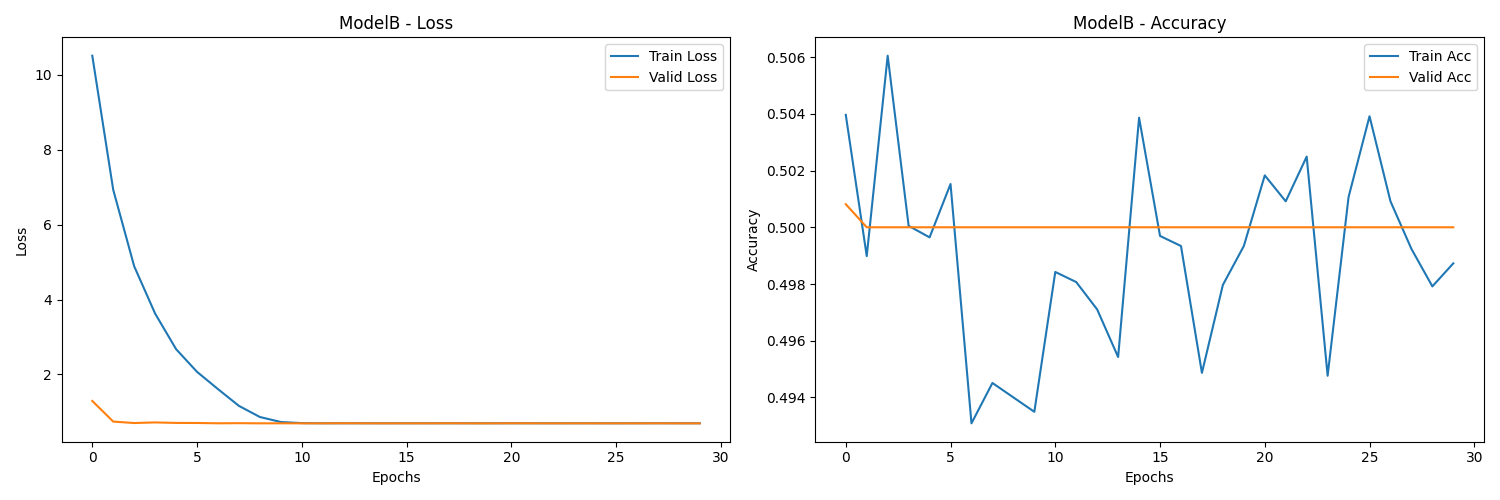 ModelB - Loss
10
8
6
4
2
Loss
0
5
10
15
20
25
30
Epochs
Train Loss
Valid Loss
ModelB - Accuracy
0.506
0.504
0.502
0.500
0.498
0.496
0.494
Accuracy
0
5
10
15
20
25
30
Epochs
Train Acc
Valid Acc